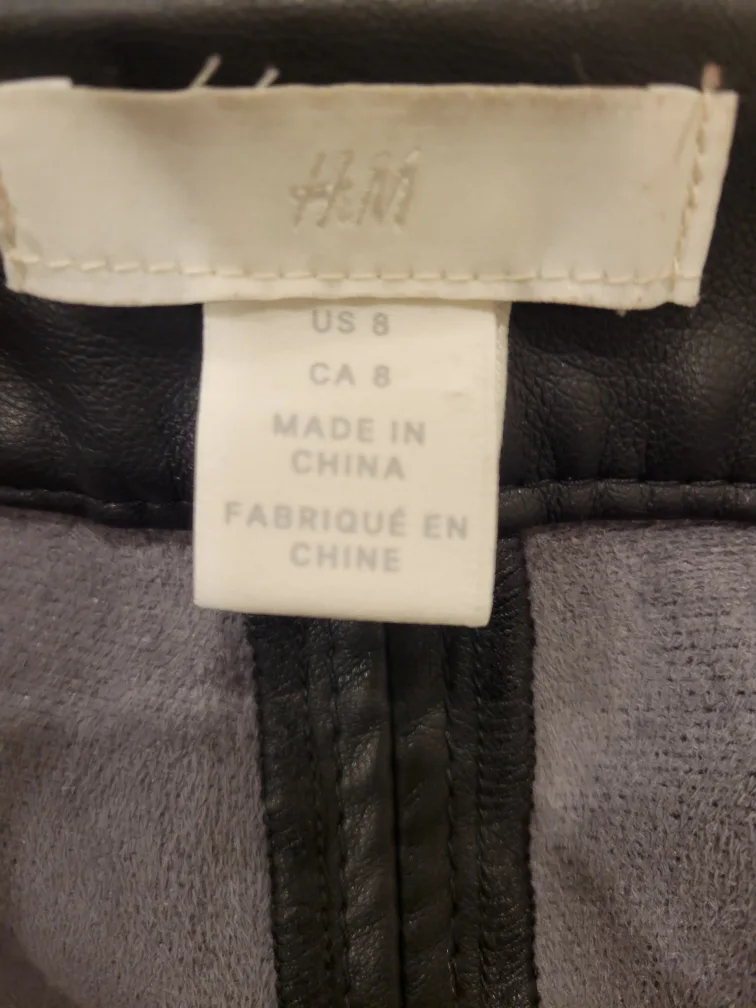 H&M
US 8
CA 8
MADE IN
CHINA
FABRIQUÉ EN
CHINE